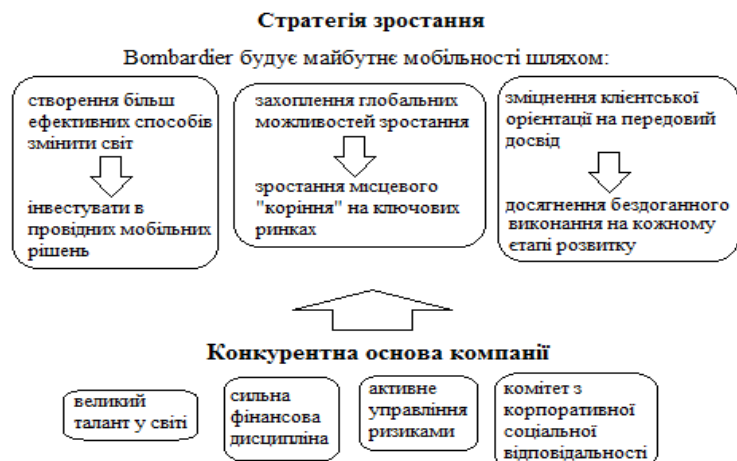 Стратегія зростання
Bombardier будує майбутнє мобільності шляхом:
створення більш
ефективних способів
змінити світ
інвестувати в
провідних мобільних
рішень
захоплення глобальних
можливостей зростання
зростання місцевого
"коріння" на ключових
ринках
зміцнення клієнтської
орієнтації на передовий
досвід
досягнення бездоганного
виконання на кожному
етапі розвитку
Конкурентна основа компанії
великий
талант у світі
сильна
фінансова
дисципліна
активне
управління
ризиками
комітет з
корпоративної
соціальної
відповідальності